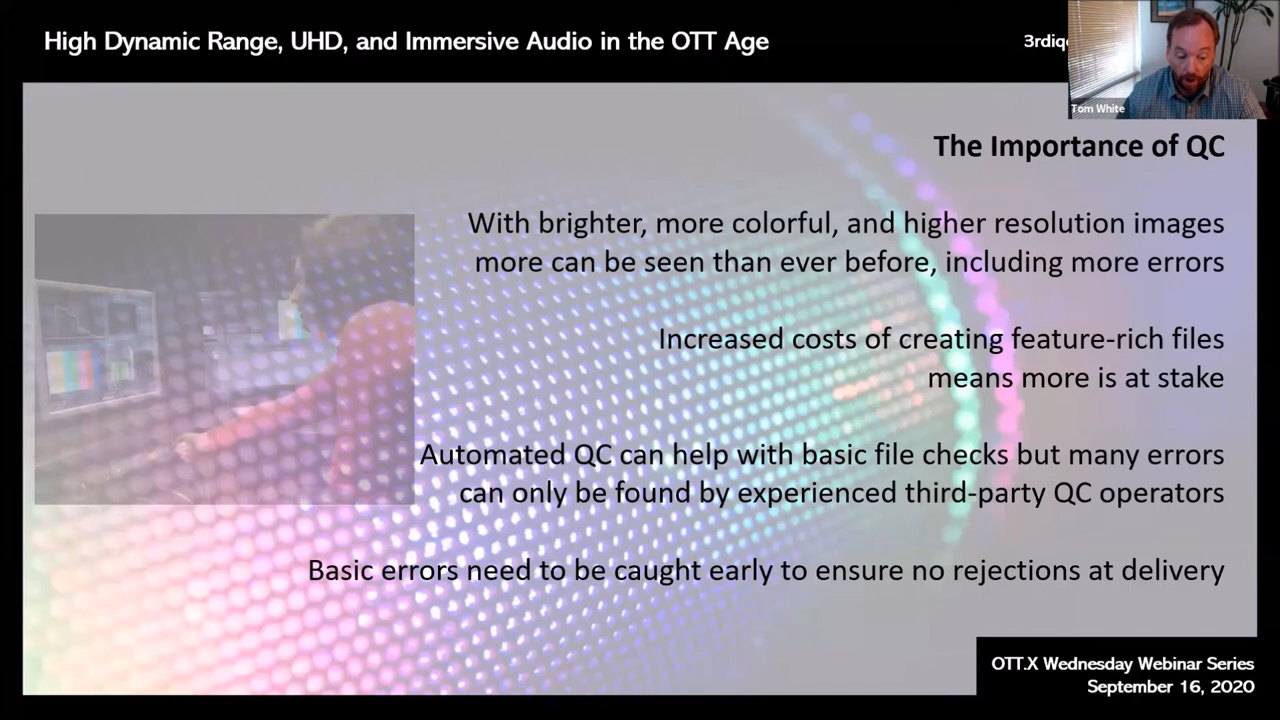 High Dynamic Range, UHD, and Immersive Audio in the OTT Age
Tom White
The Importance of QC
With brighter, more colorful, and higher resolution images
more can be seen than ever before, including more errors
Increased costs of creating feature-rich files
means more is at stake
Automated QC can help with basic file checks but many errors
can only be found by experienced third-party QC operators
Basic errors need to be caught early to ensure no rejections at delivery
OTT.X Wednesday Webinar Series
September 16, 2020